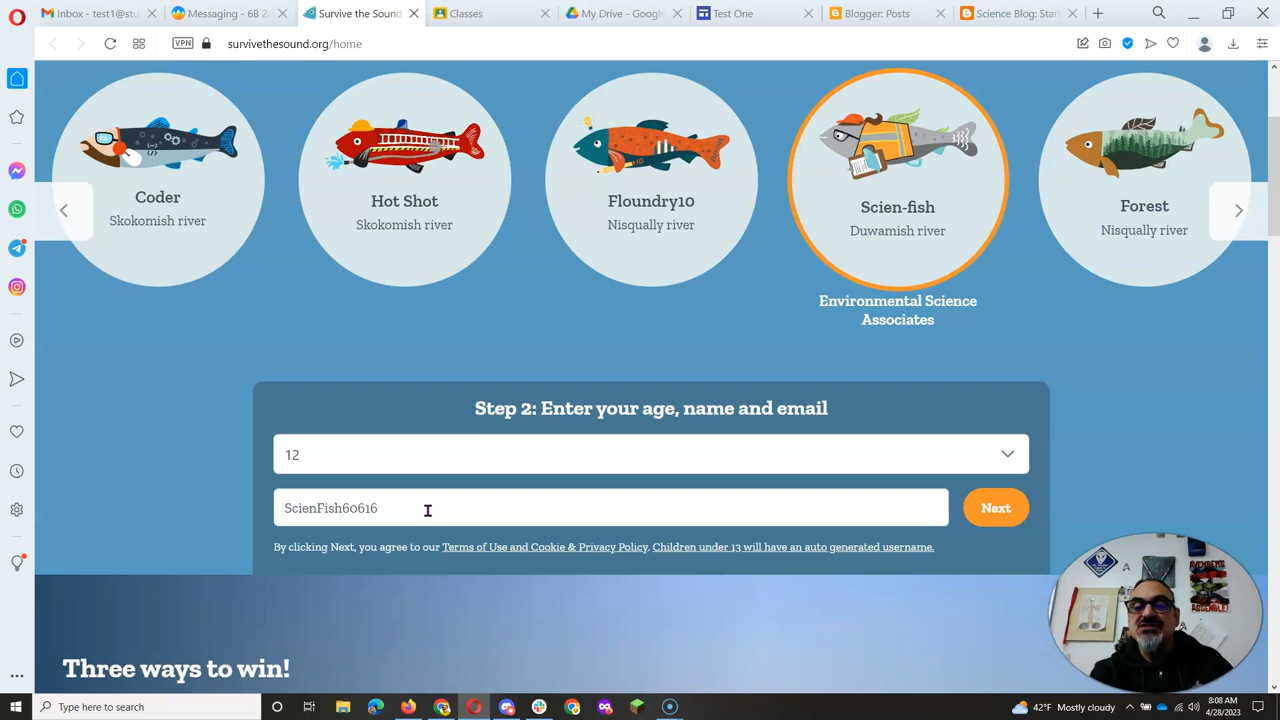 Inbox - test1@stu
Messaging - 6B 2
Survive the Sound
Classes
My Drive - Google
Test One
Blogger: Posts
Science Blog: Star
VPN
survivethesound.org/home
Coder
Skokomish river
Hot Shot
Skokomish river
Floundry10
Nisqually river
Scien-fish
Duwamish river
Forest
Nisqually river
Environmental Science
Associates
Step 2: Enter your age, name and email
12
ScienFish60616
Next
By clicking Next, you agree to our Terms of Use and Cookie & Privacy Policy. Children under 13 will have an auto generated username.
Three ways to win!
Type here to search
42°F Mostly cloudy
8:08 AM
4/28/2023